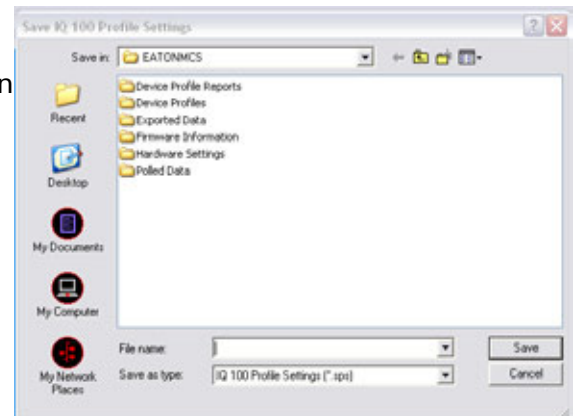 Save IQ 100 Profile Settings
Save in: EATONMCS
n
Device Profile Reports
Device Profiles
Exported Data
Firmware Information
Hardware Settings
Polled Data
Recent
Desktop
My Documents
My Computer
My Network Places
File name:
Save
Save as type: IQ 100 Profile Settings (*.sps)
Cancel